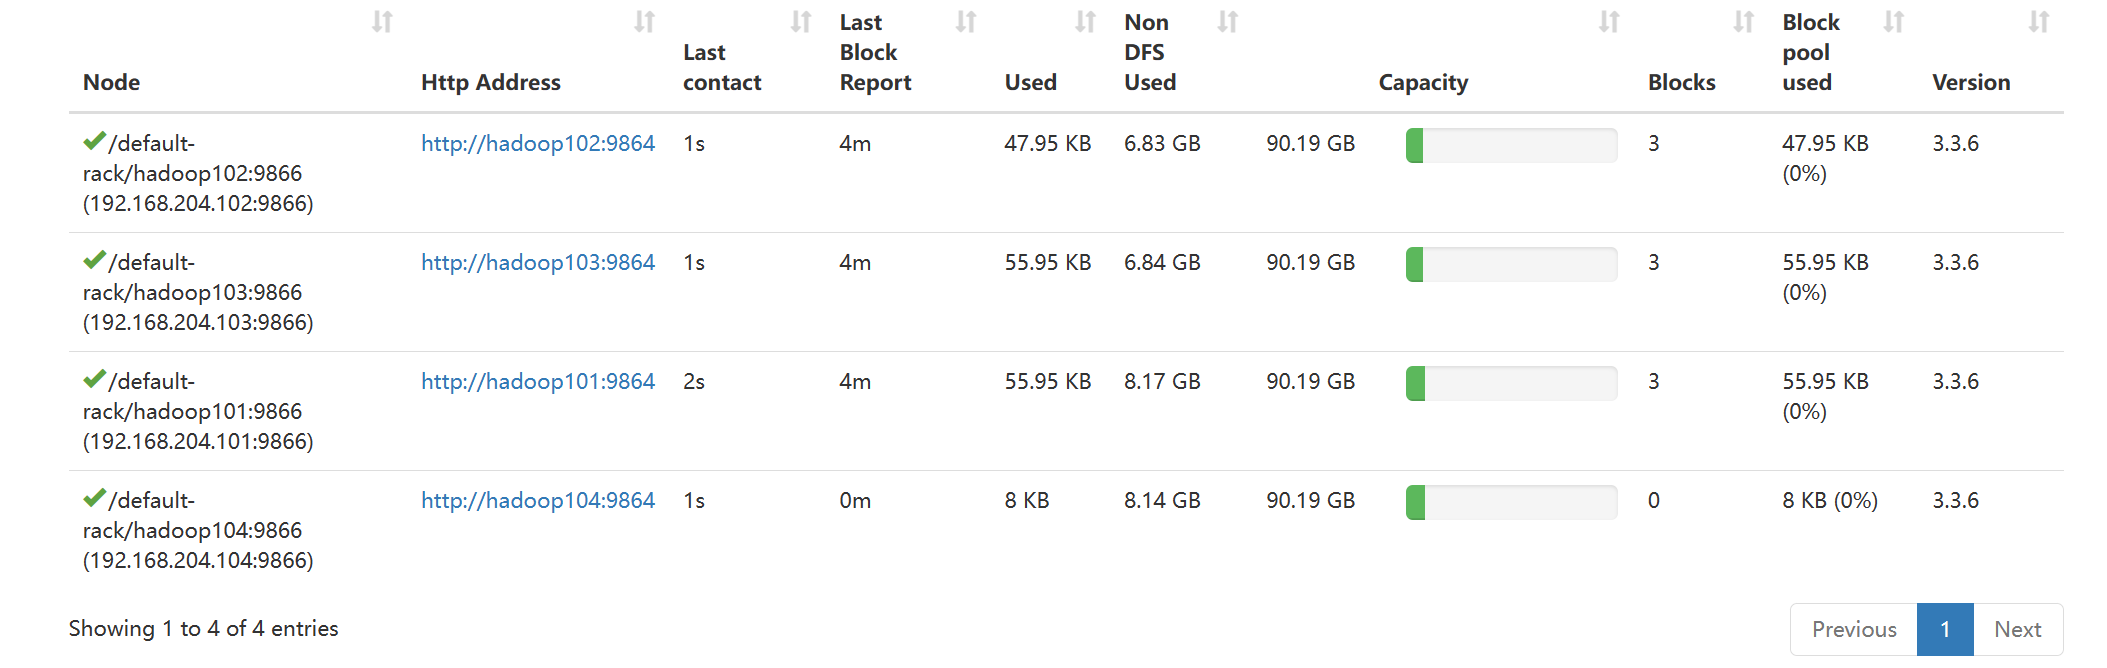 Node Http Address Last contact Last Block Report Used Non DFS Used Capacity Blocks Block pool used Version
/default-rack/hadoop102:9866 (192.168.204.102:9866) http://hadoop102:9864 1s 4m 47.95 KB 6.83 GB 90.19 GB 3 47.95 KB (0%) 3.3.6
/default-rack/hadoop103:9866 (192.168.204.103:9866) http://hadoop103:9864 1s 4m 55.95 KB 6.84 GB 90.19 GB 3 55.95 KB (0%) 3.3.6
/default-rack/hadoop101:9866 (192.168.204.101:9866) http://hadoop101:9864 2s 4m 55.95 KB 8.17 GB 90.19 GB 3 55.95 KB (0%) 3.3.6
/default-rack/hadoop104:9866 (192.168.204.104:9866) http://hadoop104:9864 1s 0m 8 KB 8.14 GB 90.19 GB 0 8 KB (0%) 3.3.6
Showing 1 to 4 of 4 entries Previous 1 Next